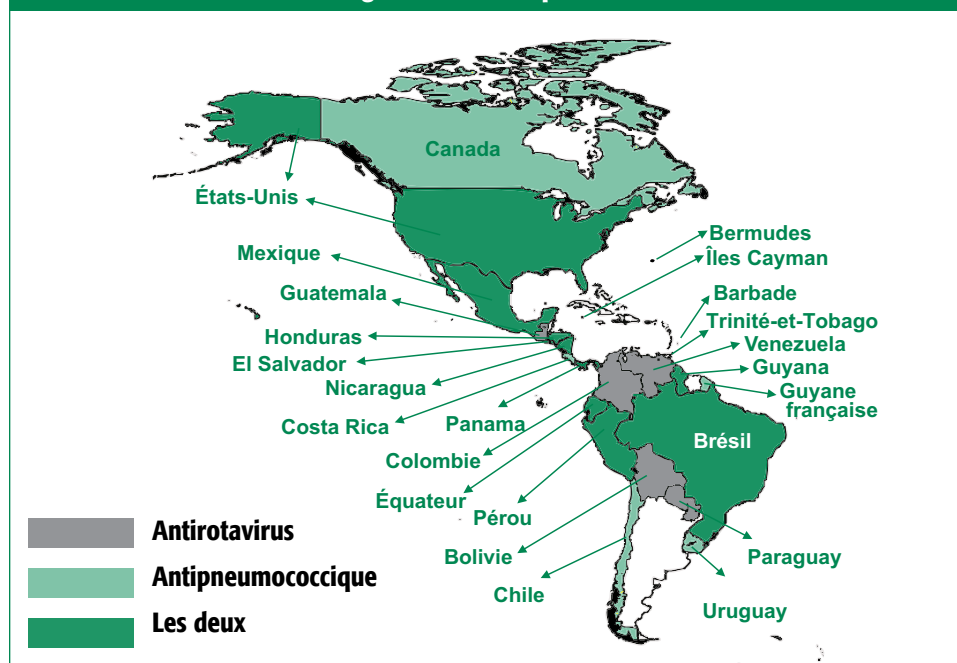 Canada
États-Unis
Mexique
Guatemala
Honduras
El Salvador
Nicaragua
Costa Rica
Panama
Colombie
Équateur
Pérou
Bolivie
Chile
Bermudes
Îles Cayman
Barbade
Trinité-et-Tobago
Venezuela
Guyana
Guyane
française
Brésil
Paraguay
Uruguay
Antirotavirus
Antipneumococcique
Les deux